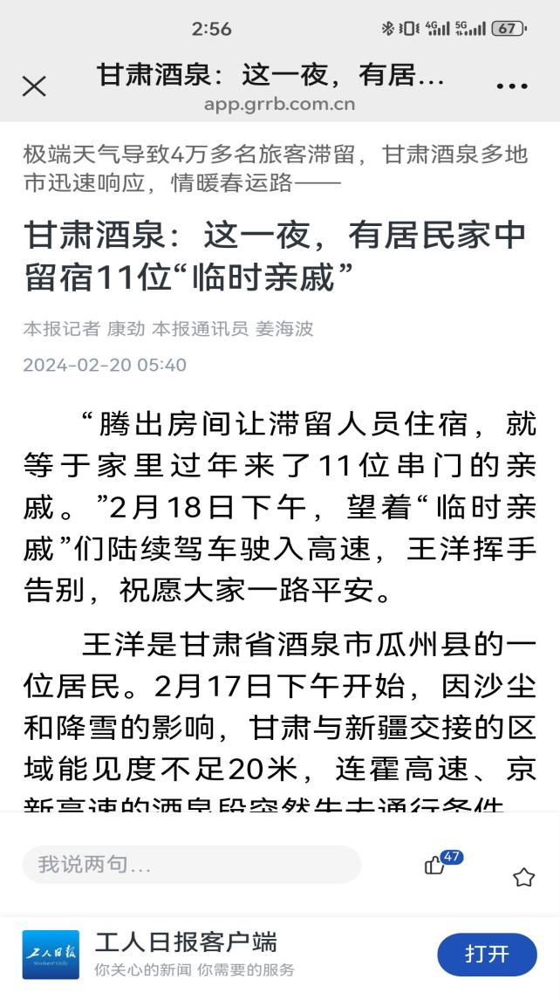 2:56
4G 5G 67
甘肃酒泉：这一夜，有居...
app.grrb.com.cn
极端天气导致4万多名旅客滞留，甘肃酒泉多地
市迅速响应，情暖春运路——
甘肃酒泉：这一夜，有居民家中
留宿11位“临时亲戚”
本报记者 康劲 本报通讯员 姜海波
2024-02-20 05:40
“腾出房间让滞留人员住宿，就
等于家里过年来了11位串门的亲
戚。”2月18日下午，望着“临时亲
戚”们陆续驾车驶入高速，王洋挥手
告别，祝愿大家一路平安。
王洋是甘肃省酒泉市瓜州县的一
位居民。2月17日下午开始，因沙尘
和降雪的影响，甘肃与新疆交接的区
域能见度不足20米，连霍高速、京
新高速的酒泉段突然失去通行条件
我说两句...
47
工人日报
Workers' Daily
工人日报客户端
你关心的新闻 你需要的服务
打开